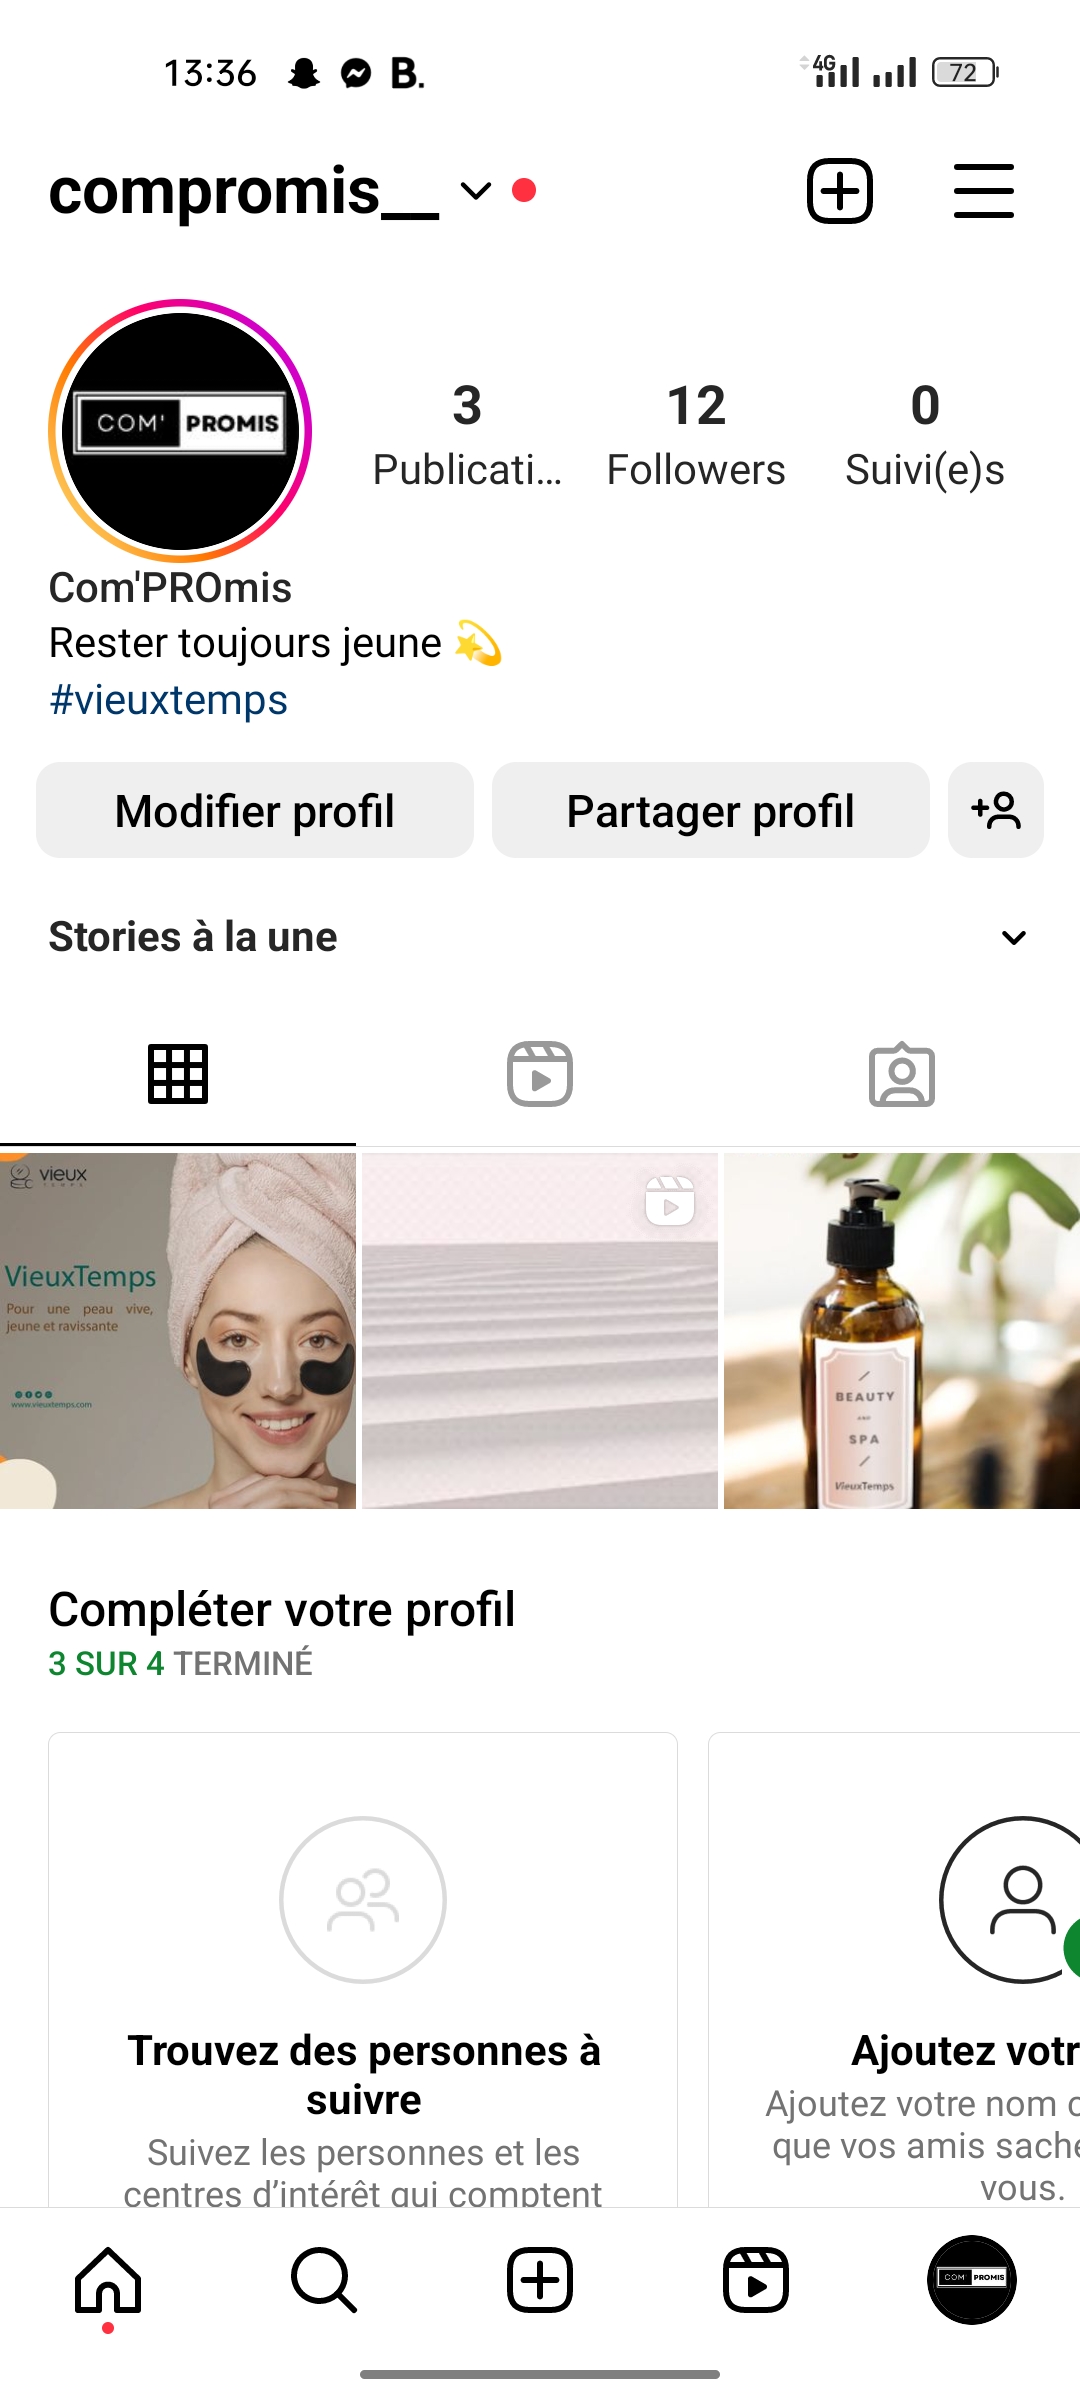 13:36 B. 4G 72
compromis__
COM' PROMIS
3 12 0
Publicati... Followers Suivi(e)s
Com'PROmis
Rester toujours jeune 💫
#vieuxtemps
Modifier profil Partager profil
Stories à la une
vieux
TEMPS
VieuxTemps
Pour une peau vive,
jeune et ravissante
www.vieuxtemps.com
BEAUTY
AND
SPA
VieuxTemps
Compléter votre profil
3 SUR 4 TERMINÉ
Trouvez des personnes à
suivre
Suivez les personnes et les
centres d’intérêt qui comptent
Ajoutez votr
Ajoutez votre nom c
que vos amis sache
vous.
COM' PROMIS